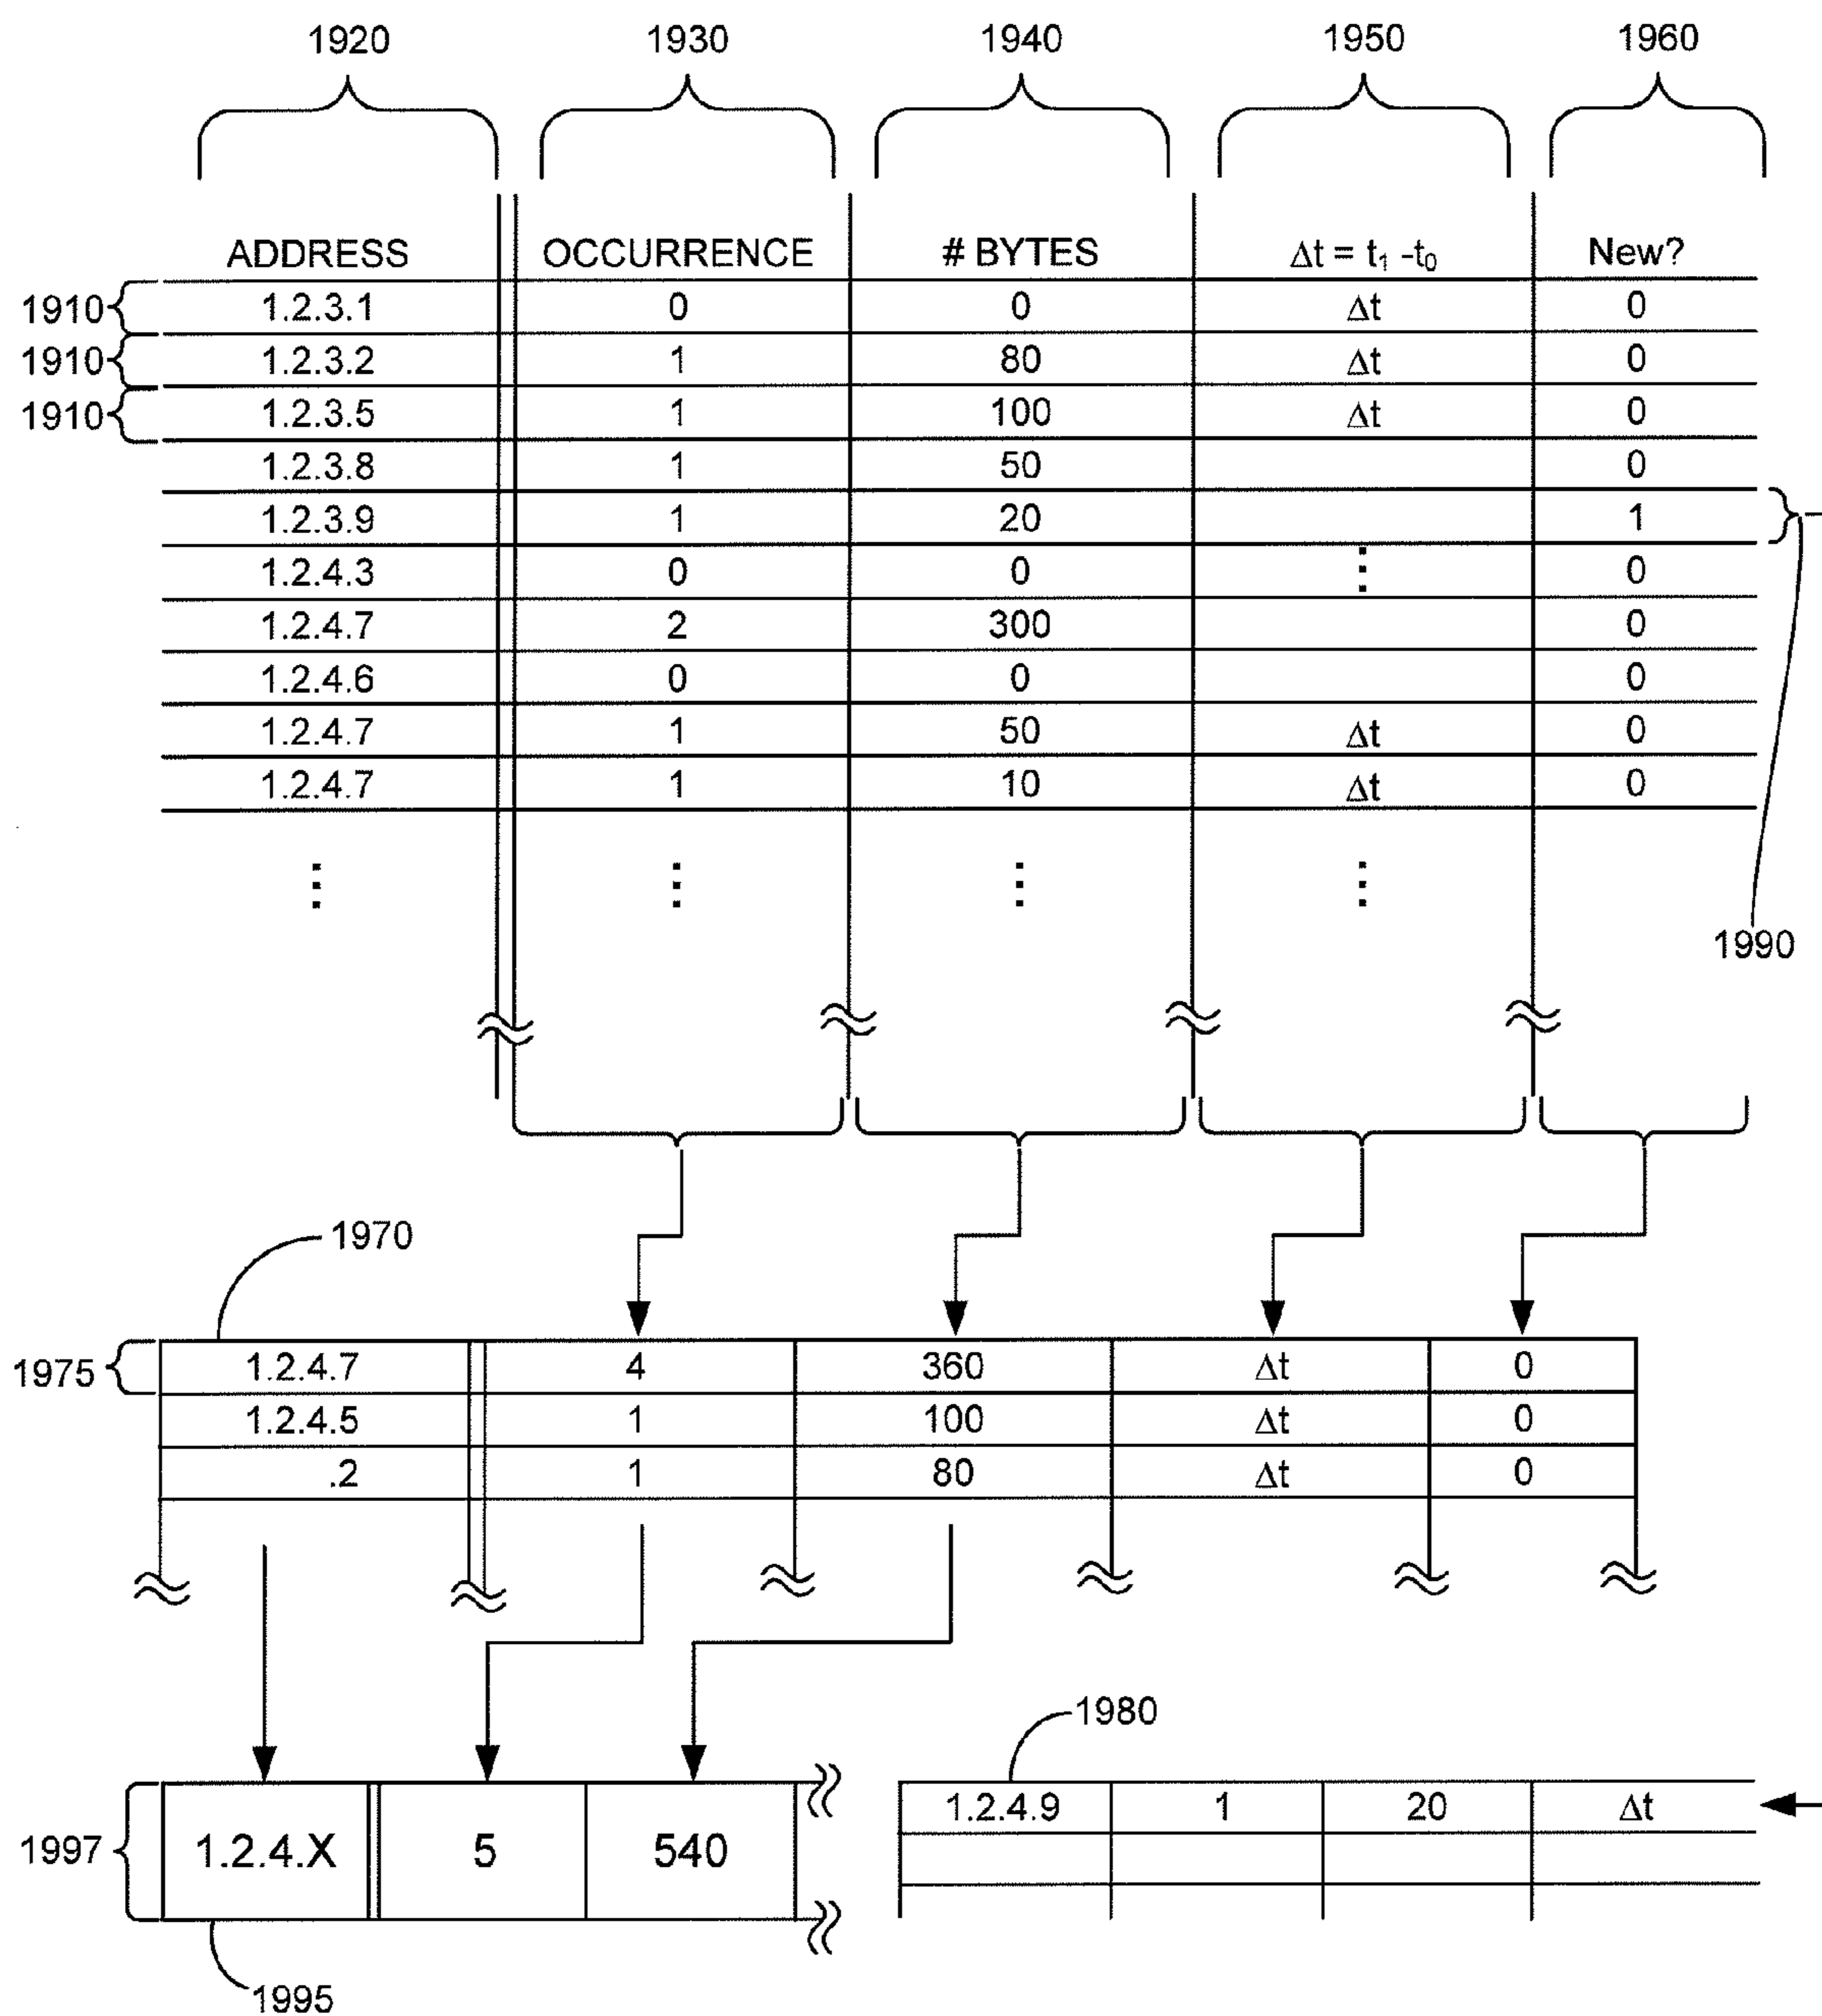 1920 1930 1940 1950 1960
ADDRESS OCCURRENCE # BYTES Δt = t₁ -t₀ New?
1910 1.2.3.1 0 0 Δt 0
1910 1.2.3.2 1 80 Δt 0
1910 1.2.3.5 1 100 Δt 0
1.2.3.8 1 50 0
1.2.3.9 1 20 1
1.2.4.3 0 0 0
1.2.4.7 2 300 0
1.2.4.6 0 0 0
1.2.4.7 1 50 Δt 0
1.2.4.7 1 10 Δt 0
1990
1970
1975 1.2.4.7 4 360 Δt 0
1.2.4.5 1 100 Δt 0
.2 1 80 Δt 0
1980
1.2.4.9 1 20 Δt
1997 1.2.4.X 5 540
1995